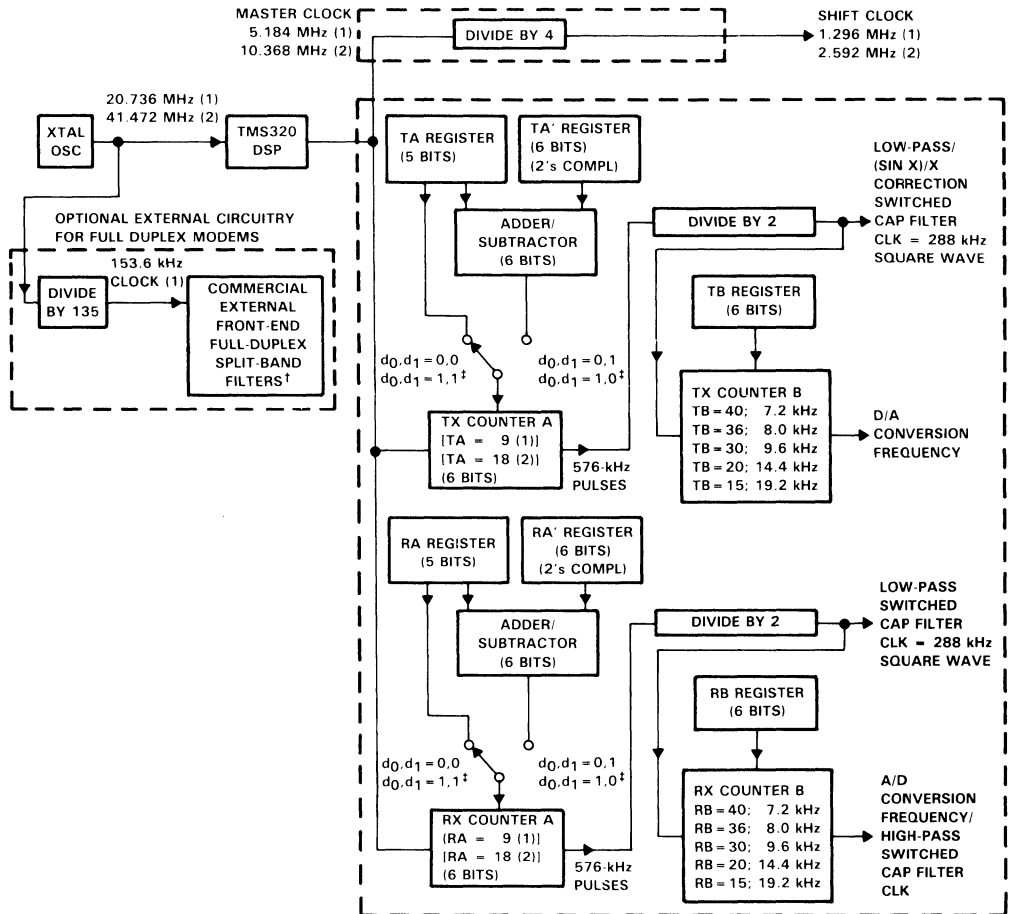 MASTER CLOCK
5.184 MHz (1)
10.368 MHz (2)
DIVIDE BY 4
SHIFT CLOCK
1.296 MHz (1)
2.592 MHz (2)
20.736 MHz (1)
41.472 MHz (2)
XTAL
OSC
TMS320
DSP
OPTIONAL EXTERNAL CIRCUITRY
FOR FULL DUPLEX MODEMS
153.6 kHz
CLOCK (1)
DIVIDE
BY 135
COMMERCIAL
EXTERNAL
FRONT-END
FULL-DUPLEX
SPLIT-BAND
FILTERS†
TA REGISTER
(5 BITS)
TA' REGISTER
(6 BITS)
(2's COMPL)
ADDER/
SUBTRACTOR
(6 BITS)
d0,d1 = 0,0
d0,d1 = 1,1‡
d0,d1 = 0,1
d0,d1 = 1,0‡
TX COUNTER A
[TA = 9 (1)]
[TA = 18 (2)]
(6 BITS)
576-kHz
PULSES
DIVIDE BY 2
LOW-PASS/
(SIN X)/X
CORRECTION
SWITCHED
CAP FILTER
CLK = 288 kHz
SQUARE WAVE
TB REGISTER
(6 BITS)
TX COUNTER B
TB = 40; 7.2 kHz
TB = 36; 8.0 kHz
TB = 30; 9.6 kHz
TB = 20; 14.4 kHz
TB = 15; 19.2 kHz
D/A
CONVERSION
FREQUENCY
RA REGISTER
(5 BITS)
RA' REGISTER
(6 BITS)
(2's COMPL)
ADDER/
SUBTRACTOR
(6 BITS)
d0,d1 = 0,0
d0,d1 = 1,1‡
d0,d1 = 0,1
d0,d1 = 1,0‡
RX COUNTER A
[RA = 9 (1)]
[RA = 18 (2)]
(6 BITS)
576-kHz
PULSES
DIVIDE BY 2
LOW-PASS
SWITCHED
CAP FILTER
CLK = 288 kHz
SQUARE WAVE
RB REGISTER
(6 BITS)
RX COUNTER B
RB = 40; 7.2 kHz
RB = 36; 8.0 kHz
RB = 30; 9.6 kHz
RB = 20; 14.4 kHz
RB = 15; 19.2 kHz
A/D
CONVERSION
FREQUENCY/
HIGH-PASS
SWITCHED
CAP FILTER
CLK